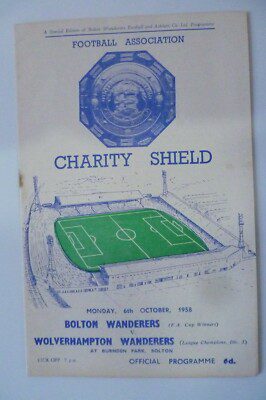 A Special Edition of Bolton Wanderers Football and Athletic Co. Ltd. Programme
FOOTBALL ASSOCIATION
CHARITY SHIELD
MONDAY, 6th OCTOBER, 1958
BOLTON WANDERERS (F.A. Cup Winners)
v.
WOLVERHAMPTON WANDERERS (League Champions, Div. I)
AT BURNDEN PARK, BOLTON
KICK-OFF 7 p.m. OFFICIAL PROGRAMME 6d.